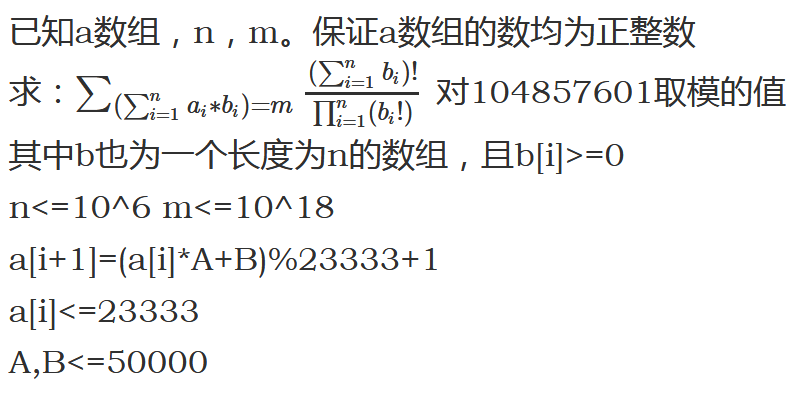 已知a数组，n，m。保证a数组的数均为正整数
求：$\sum_{(\sum_{i=1}^{n} a_i*b_i)=m} \frac{(\sum_{i=1}^{n} b_i)!}{\prod_{i=1}^{n}(b_i!)}$ 对104857601取模的值
其中b也为一个长度为n的数组，且b[i]>=0
n<=10^6 m<=10^18
a[i+1]=(a[i]*A+B)%23333+1
a[i]<=23333
A,B<=50000